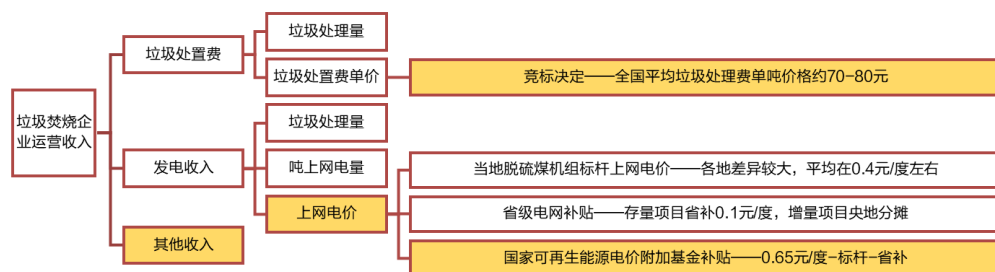 垃圾焚烧企
业运营收入
垃圾处置费
垃圾处理量
垃圾处置费单价
竞标决定——全国平均垃圾处理费单吨价格约70-80元
发电收入
垃圾处理量
吨上网电量
上网电价
当地脱硫煤机组标杆上网电价——各地差异较大，平均在0.4元/度左右
省级电网补贴——存量项目省补0.1元/度，增量项目央地分摊
国家可再生能源电价附加基金补贴——0.65元/度-标杆-省补
其他收入